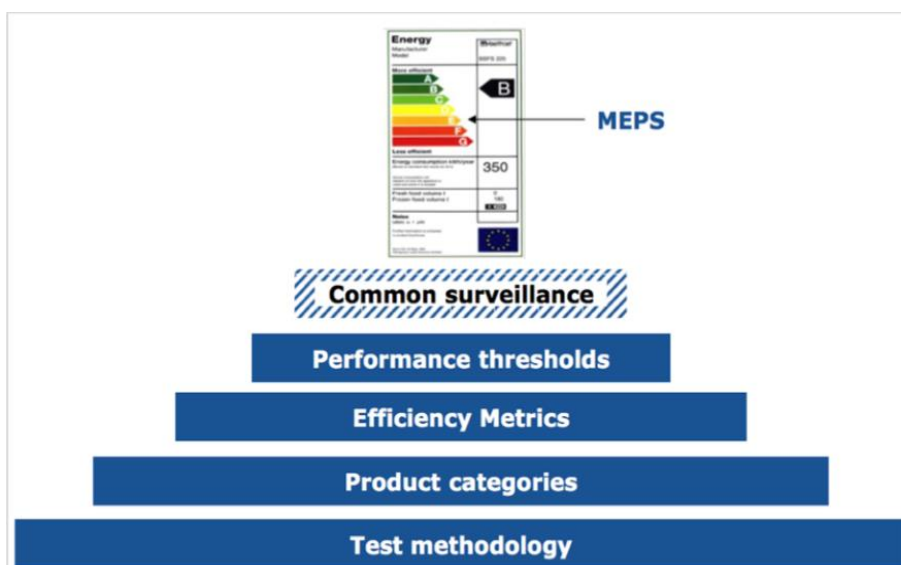 Energy
Manufacturer
Model
More efficient
A
B
B
C
D
E
F
G
MEPS
Less efficient
Energy consumption kWh/year
350
Fresh food volume l
Frozen food volume l
Noise
Common surveillance
Performance thresholds
Efficiency Metrics
Product categories
Test methodology